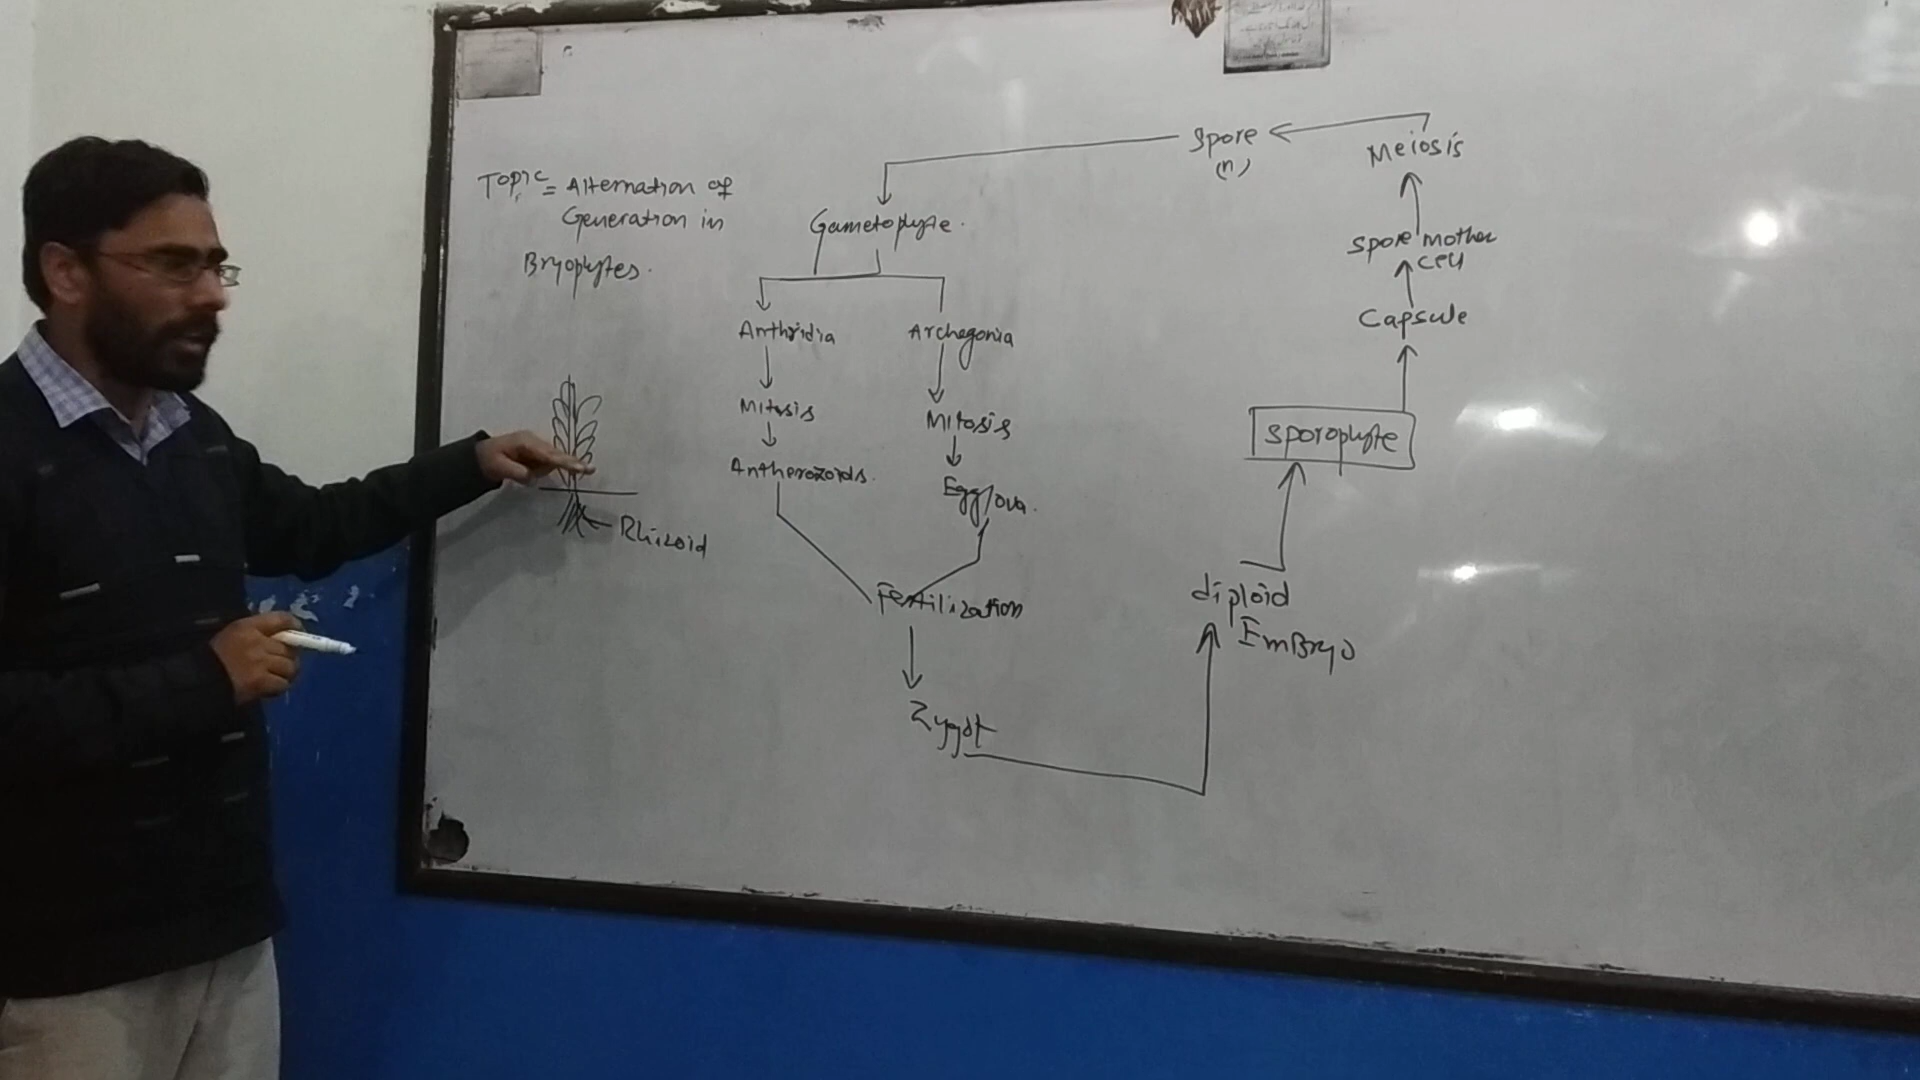 Topic = Alternation of
Generation in
Bryophytes.
Spore
(n)
Meiosis
Spore mother
cell
Capsule
Sporophyte
Gametophyte.
Anthridia
Archegonia
Mitosis
Mitosis
Antherozoids.
Egg/ova.
Rhizoid
Fertilization
Zygot
diploid
Embryo